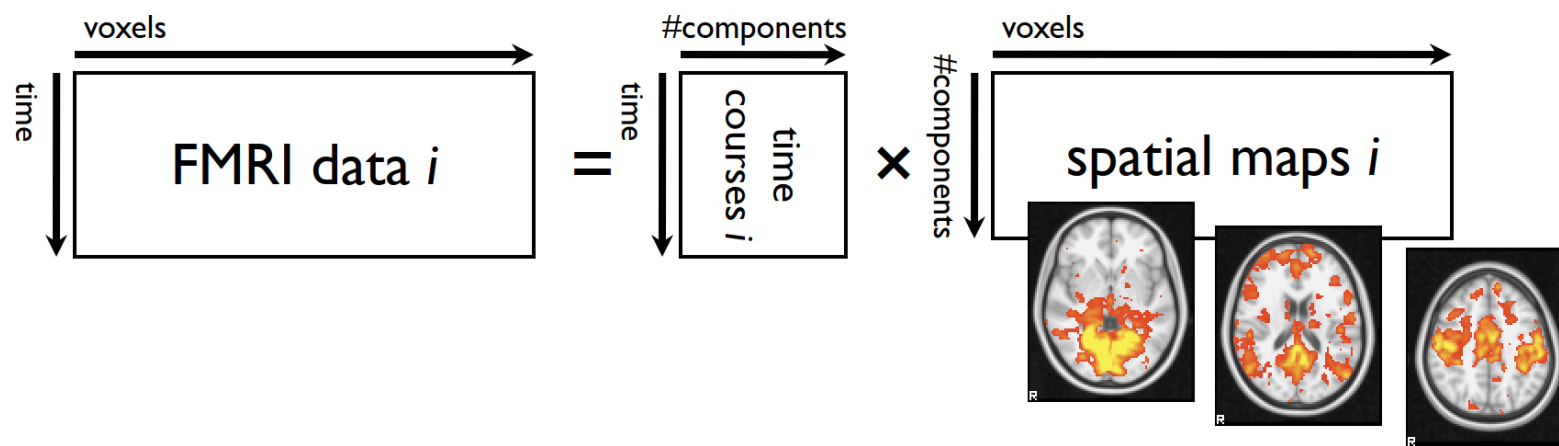 voxels
#components
voxels
time
FMRI data i
=
time
time
courses i
×
#components
spatial maps i
R
R
R